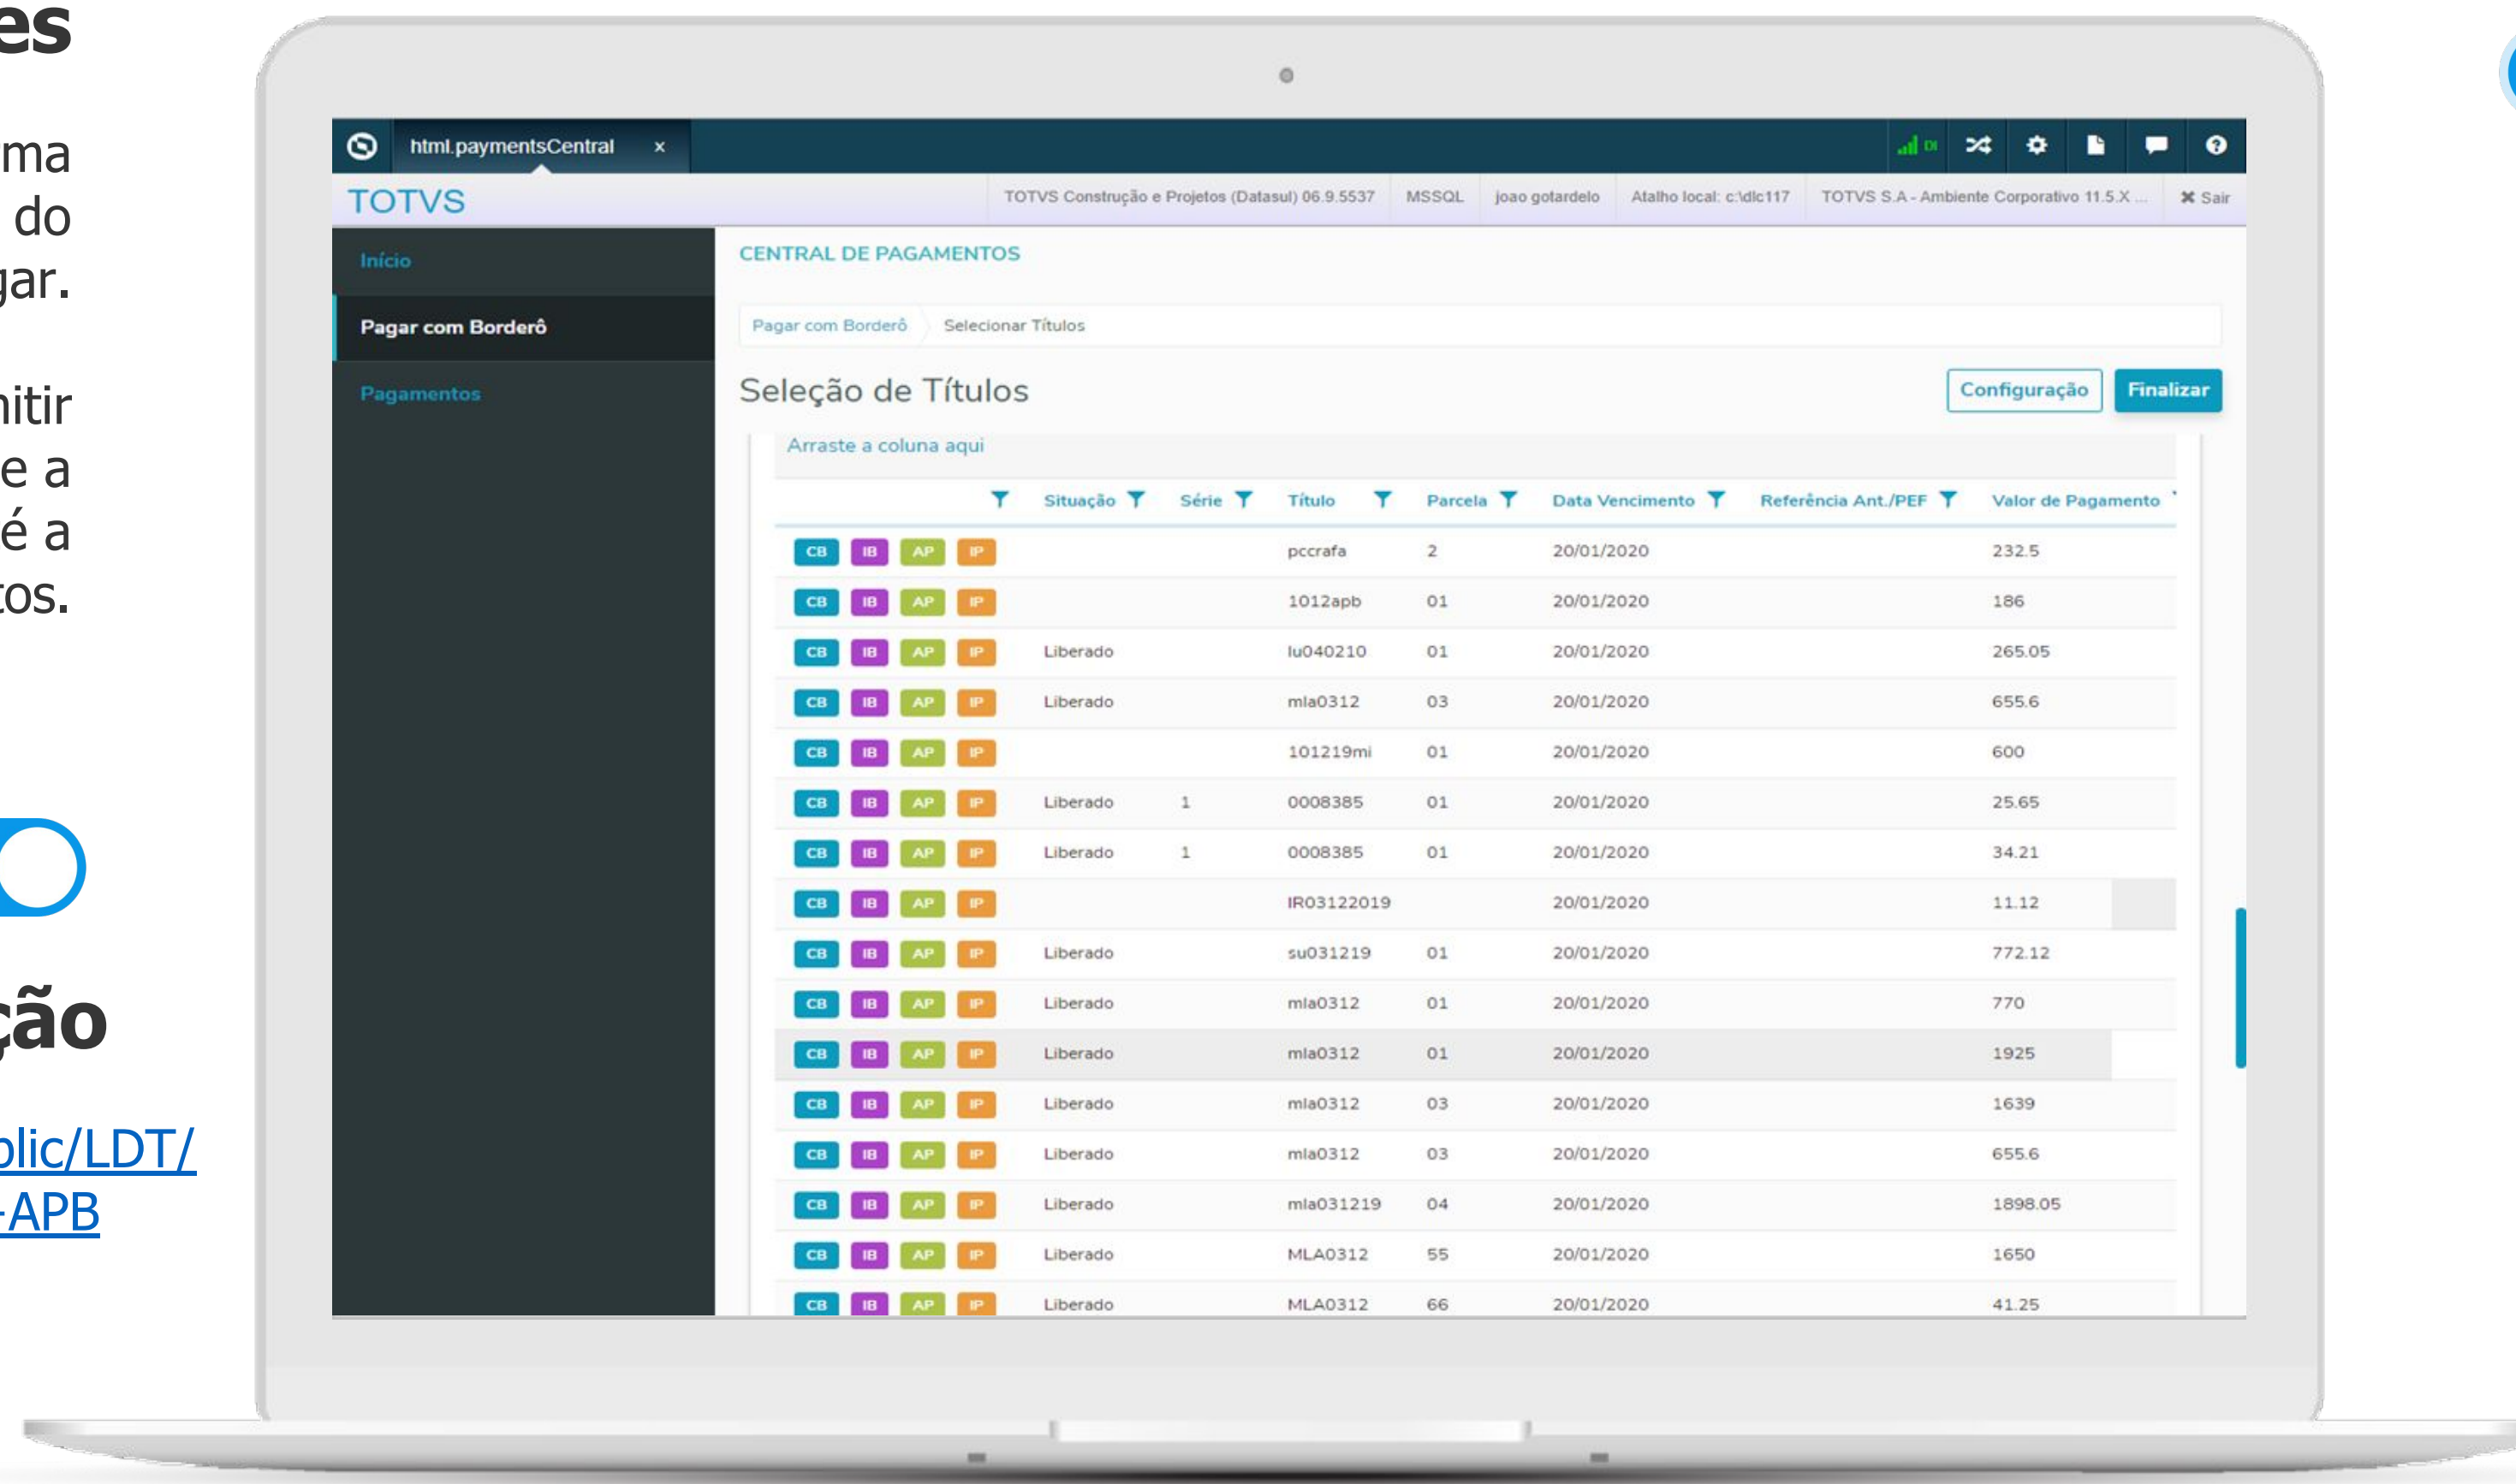 es
ma
do
gar.
nitir
e a
é a
tos.
ção
blic/LDT/
-APB
html.paymentsCentral x
DI
TOTVS
TOTVS Construção e Projetos (Datasul) 06.9.5537 MSSQL joao gotardelo Atalho local: c:\dlc117 TOTVS S.A - Ambiente Corporativo 11.5.X ... Sair
Início
Pagar com Borderô
Pagamentos
CENTRAL DE PAGAMENTOS
Pagar com Borderô Selecionar Títulos
Seleção de Títulos
Configuração Finalizar
Arraste a coluna aqui
Situação Série Título Parcela Data Vencimento Referência Ant./PEF Valor de Pagamento
CB IB AP IP pccrafa 2 20/01/2020 232.5
CB IB AP IP 1012apb 01 20/01/2020 186
CB IB AP IP Liberado lu040210 01 20/01/2020 265.05
CB IB AP IP Liberado mla0312 03 20/01/2020 655.6
CB IB AP IP 101219mi 01 20/01/2020 600
CB IB AP IP Liberado 1 0008385 01 20/01/2020 25.65
CB IB AP IP Liberado 1 0008385 01 20/01/2020 34.21
CB IB AP IP IR03122019 20/01/2020 11.12
CB IB AP IP Liberado su031219 01 20/01/2020 772.12
CB IB AP IP Liberado mla0312 01 20/01/2020 770
CB IB AP IP Liberado mla0312 01 20/01/2020 1925
CB IB AP IP Liberado mla0312 03 20/01/2020 1639
CB IB AP IP Liberado mla0312 03 20/01/2020 655.6
CB IB AP IP Liberado mla031219 04 20/01/2020 1898.05
CB IB AP IP Liberado MLA0312 55 20/01/2020 1650
CB IB AP IP Liberado MLA0312 66 20/01/2020 41.25